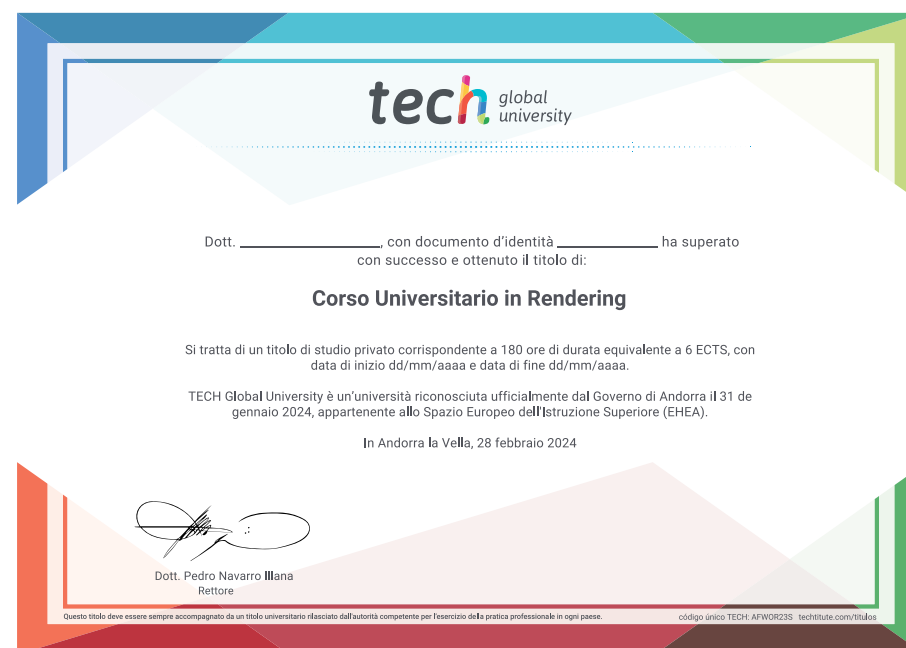 tech global university
Dott. ____________________, con documento d'identità ______________ ha superato
con successo e ottenuto il titolo di:
Corso Universitario in Rendering
Si tratta di un titolo di studio privato corrispondente a 180 ore di durata equivalente a 6 ECTS, con
data di inizio dd/mm/aaaa e data di fine dd/mm/aaaa.
TECH Global University è un'università riconosciuta ufficialmente dal Governo di Andorra il 31 de
gennaio 2024, appartenente allo Spazio Europeo dell'Istruzione Superiore (EHEA).
In Andorra la Vella, 28 febbraio 2024
Dott. Pedro Navarro Illana
Rettore
Questo titolo deve essere sempre accompagnato da un titolo universitario rilasciato dall'autorità competente per l'esercizio della pratica professionale in ogni paese.
código único TECH: AFWOR23S techtitute.com/titulos